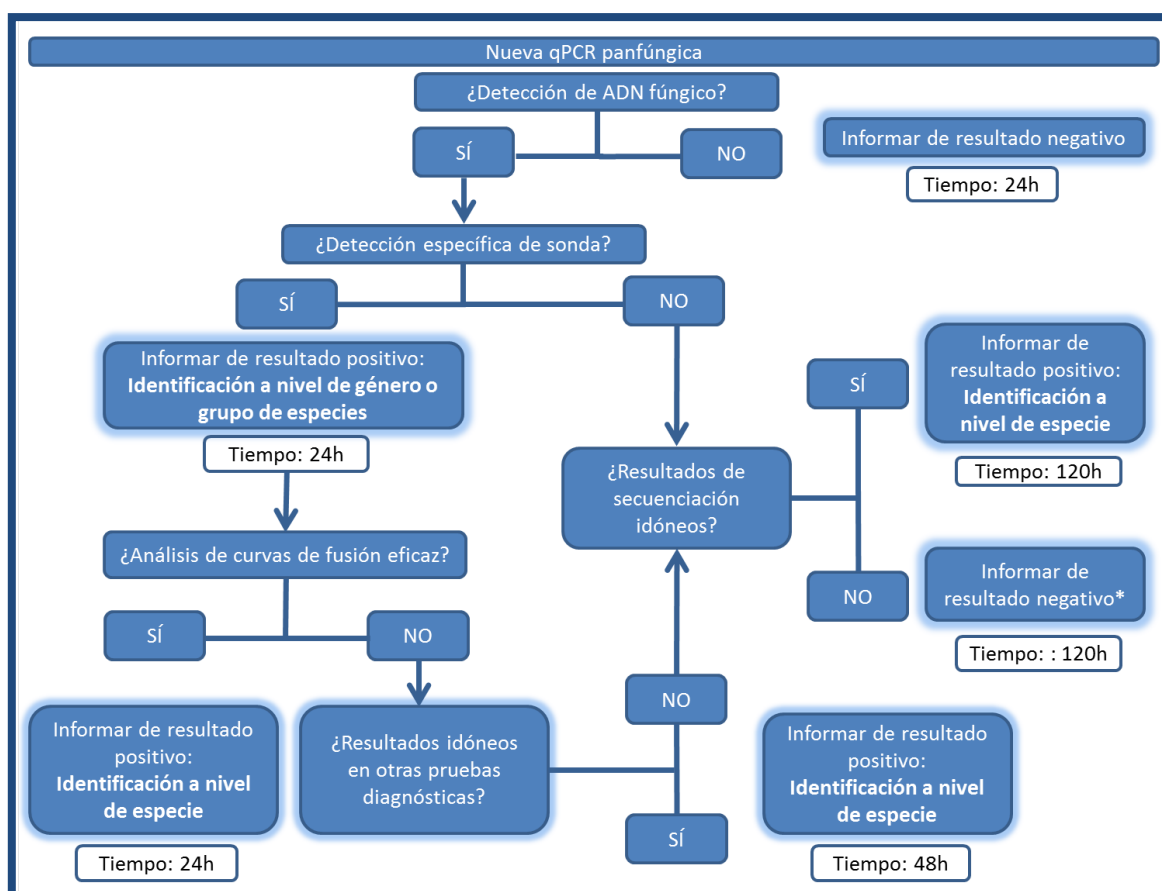 Nueva qPCR panfúngica
¿Detección de ADN fúngico?
SÍ
NO
Informar de resultado negativo
Tiempo: 24h
¿Detección específica de sonda?
SÍ
NO
Informar de resultado positivo:
Identificación a nivel de género o
grupo de especies
Tiempo: 24h
SÍ
Informar de
resultado positivo:
Identificación a
nivel de especie
Tiempo: 120h
¿Resultados de
secuenciación
idóneos?
¿Análisis de curvas de fusión eficaz?
NO
Informar de
resultado negativo*
Tiempo: : 120h
SÍ
NO
NO
Informar de resultado
positivo:
Identificación a nivel
de especie
Tiempo: 24h
¿Resultados idóneos
en otras pruebas
diagnósticas?
SÍ
Informar de resultado
positivo:
Identificación a nivel
de especie
Tiempo: 48h